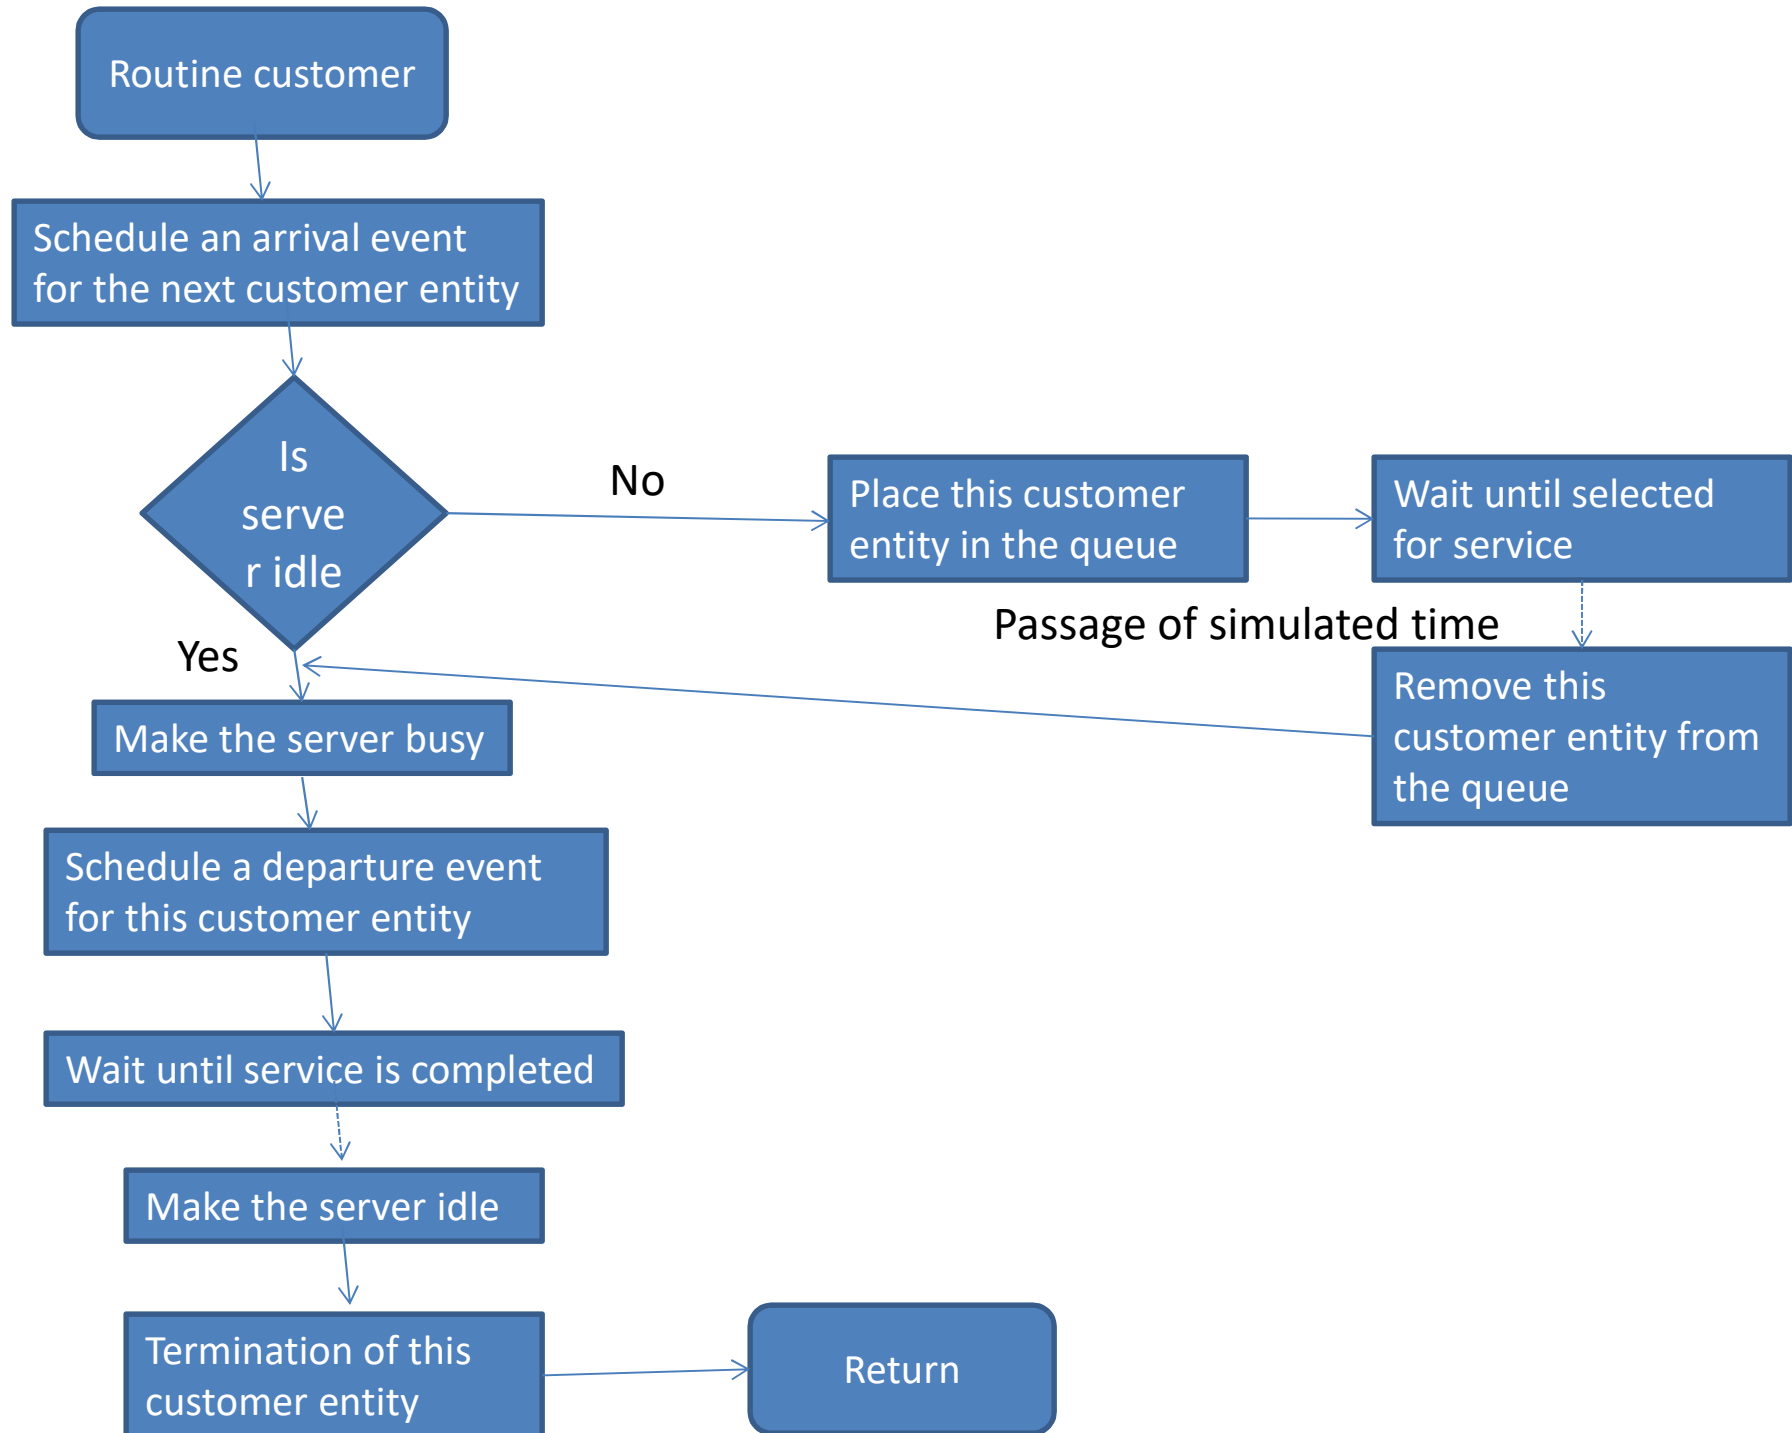 Routine customer
Schedule an arrival event
for the next customer entity
Is
serve
r idle
No
Place this customer
entity in the queue
Wait until selected
for service
Passage of simulated time
Remove this
customer entity from
the queue
Yes
Make the server busy
Schedule a departure event
for this customer entity
Wait until service is completed
Make the server idle
Termination of this
customer entity
Return